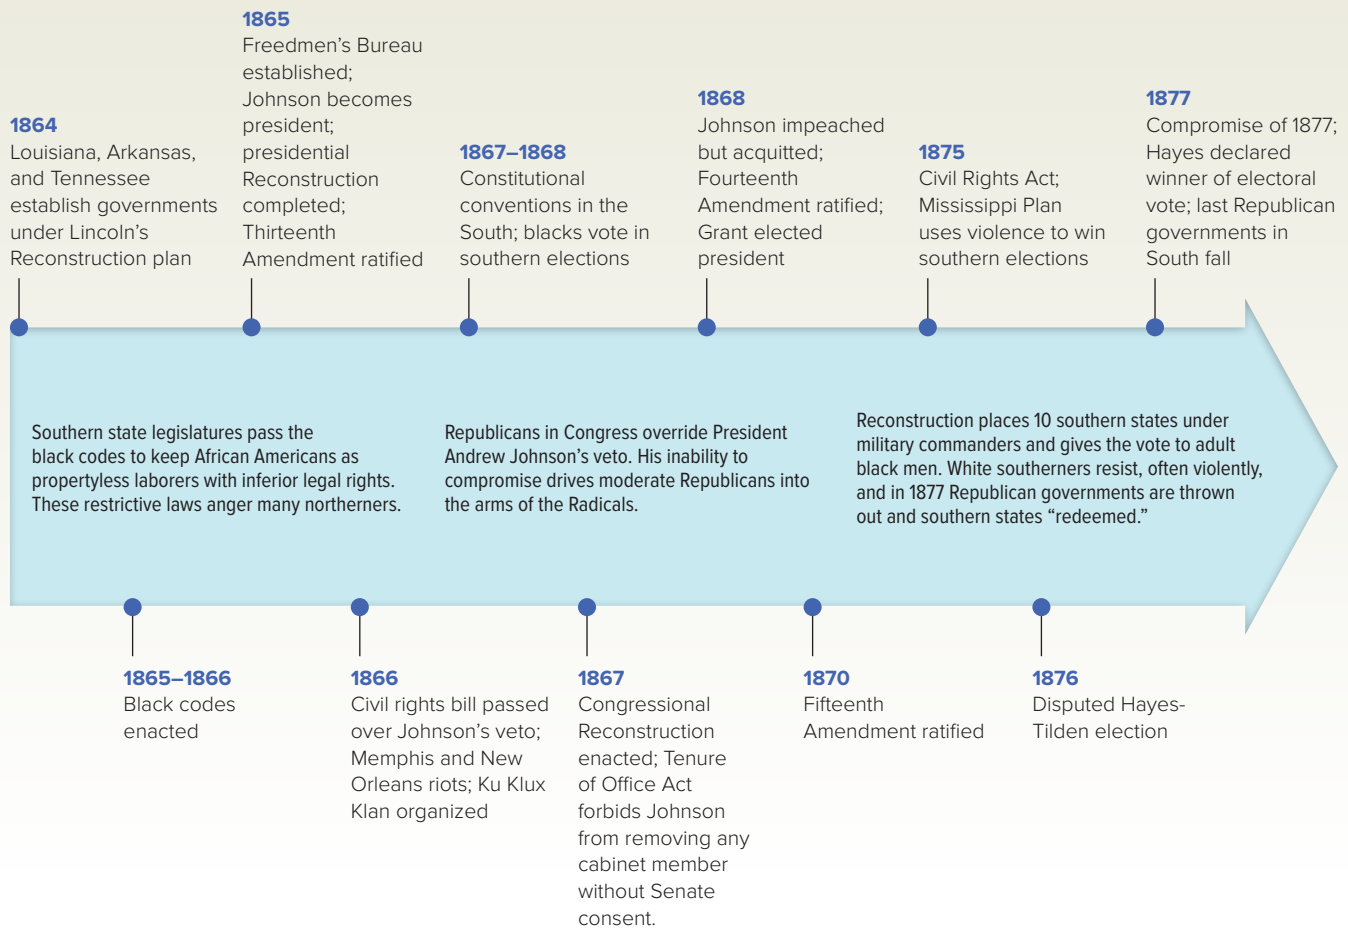 1864
Louisiana, Arkansas,
and Tennessee
establish governments
under Lincoln’s
Reconstruction plan
1865
Freedmen’s Bureau
established;
Johnson becomes
president;
presidential
Reconstruction
completed;
Thirteenth
Amendment ratified
1867–1868
Constitutional
conventions in the
South; blacks vote in
southern elections
1868
Johnson impeached
but acquitted;
Fourteenth
Amendment ratified;
Grant elected
president
1875
Civil Rights Act;
Mississippi Plan
uses violence to win
southern elections
1877
Compromise of 1877;
Hayes declared
winner of electoral
vote; last Republican
governments in
South fall
Southern state legislatures pass the
black codes to keep African Americans as
propertyless laborers with inferior legal rights.
These restrictive laws anger many northerners.
Republicans in Congress override President
Andrew Johnson’s veto. His inability to
compromise drives moderate Republicans into
the arms of the Radicals.
Reconstruction places 10 southern states under
military commanders and gives the vote to adult
black men. White southerners resist, often violently,
and in 1877 Republican governments are thrown
out and southern states “redeemed.”
1865–1866
Black codes
enacted
1866
Civil rights bill passed
over Johnson’s veto;
Memphis and New
Orleans riots; Ku Klux
Klan organized
1867
Congressional
Reconstruction
enacted; Tenure
of Office Act
forbids Johnson
from removing any
cabinet member
without Senate
consent.
1870
Fifteenth
Amendment ratified
1876
Disputed Hayes-
Tilden election